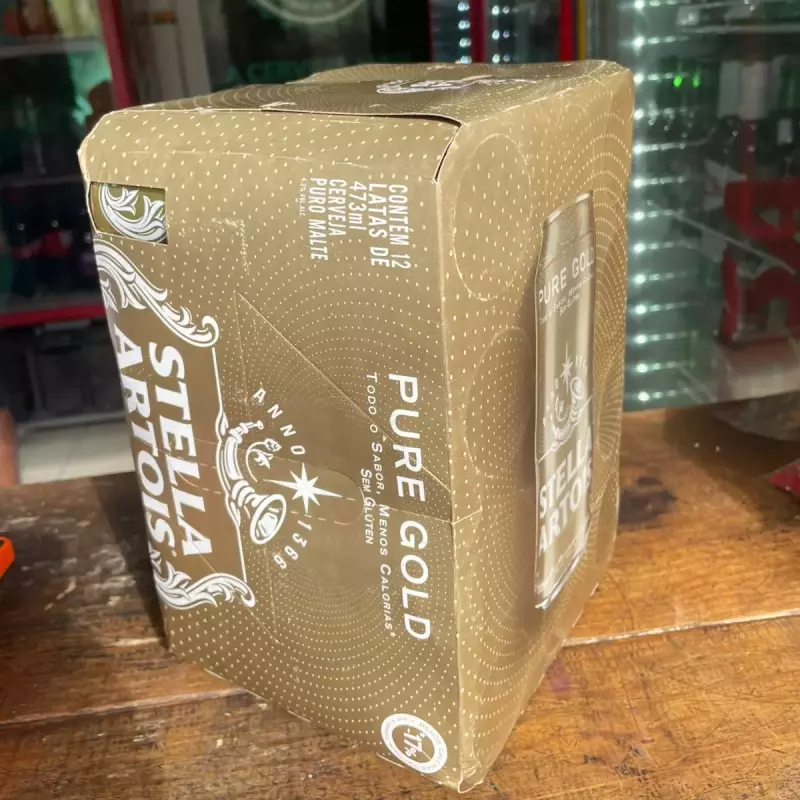 CONTÉM 12
LATAS DE
473ml
CERVEJA
PURO MALTE
PURE GOLD
TODO O SABOR, MENOS CALORIAS*
SEM GLÚTEN
ANNO 1366
STELLA
ARTOIS
-17%
PURE GOLD
STELLA
ARTOIS